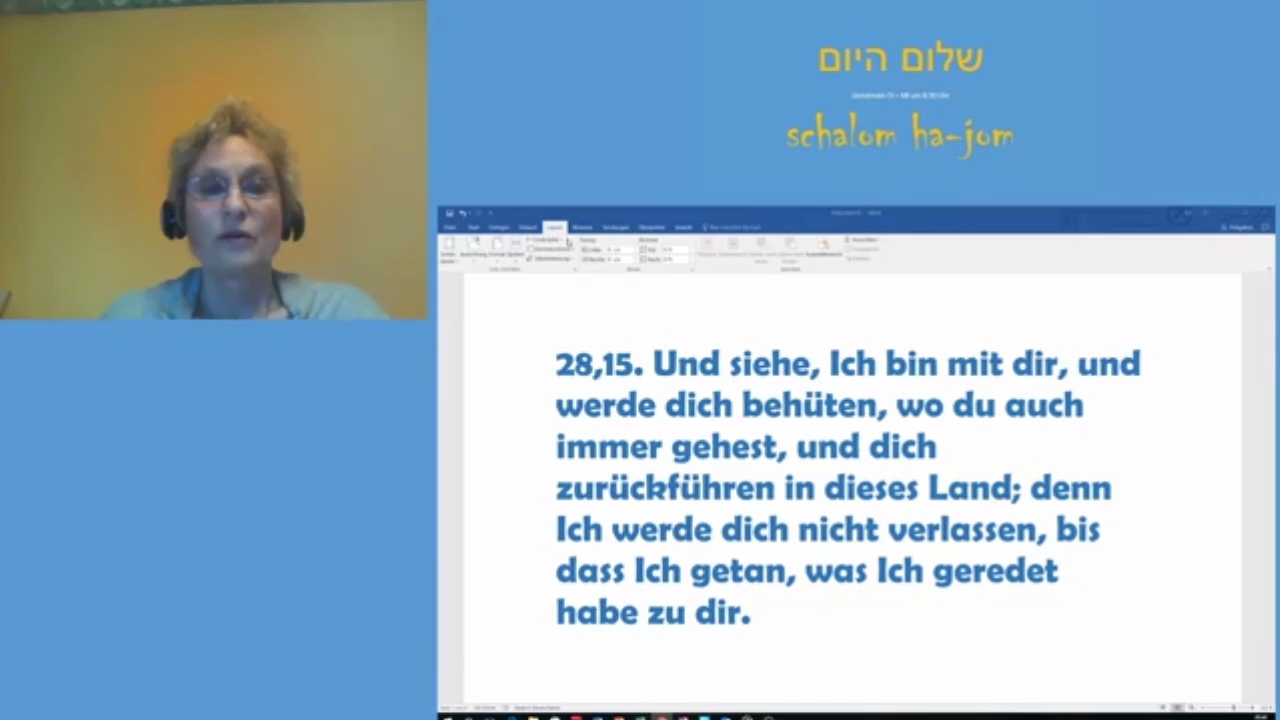 שלום היום
schalom ha-jom
28,15. Und siehe, Ich bin mit dir, und
werde dich behüten, wo du auch
immer gehest, und dich
zurückführen in dieses Land; denn
Ich werde dich nicht verlassen, bis
dass Ich getan, was Ich geredet
habe zu dir.